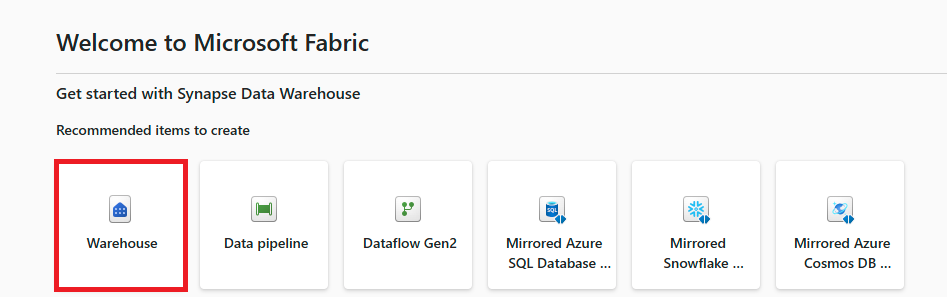 Welcome to Microsoft Fabric
Get started with Synapse Data Warehouse
Recommended items to create
Warehouse
Data pipeline
Dataflow Gen2
Mirrored Azure
SQL Database ...
Mirrored
Snowflake ...
Mirrored Azure
Cosmos DB ...
SQL